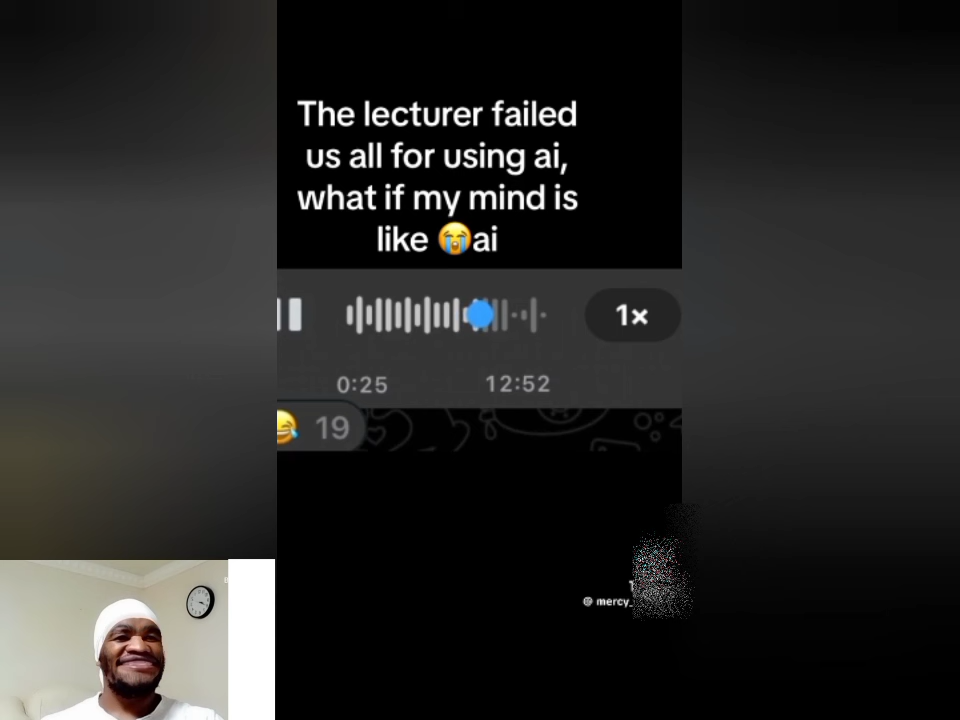 The lecturer failed
us all for using ai,
what if my mind is
like 😭ai
1×
0:25 12:52
😂 19
@ mercy_